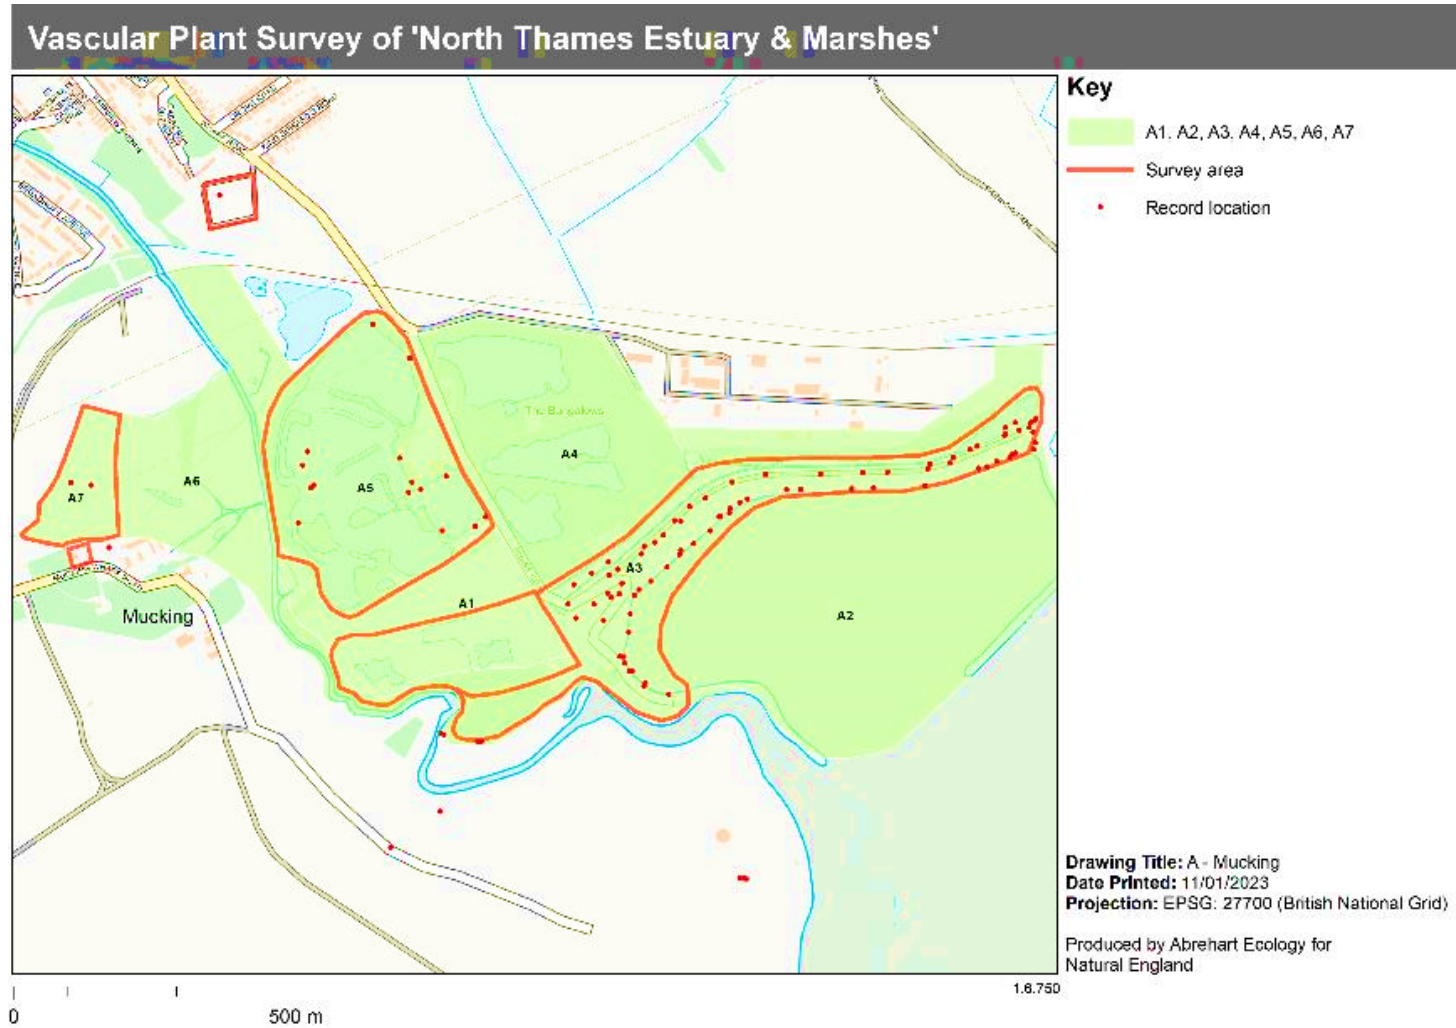 Vascular Plant Survey of 'North Thames Estuary & Marshes'
Key
A1, A2, A3, A4, A5, A6, A7
Survey area
Record location
The Bungalows
A4
A6
A5
A7
A3
A1
A2
Mucking
Drawing Title: A - Mucking
Date Printed: 11/01/2023
Projection: EPSG: 27700 (British National Grid)
Produced by Abrehart Ecology for
Natural England
1:6,750
0 500 m